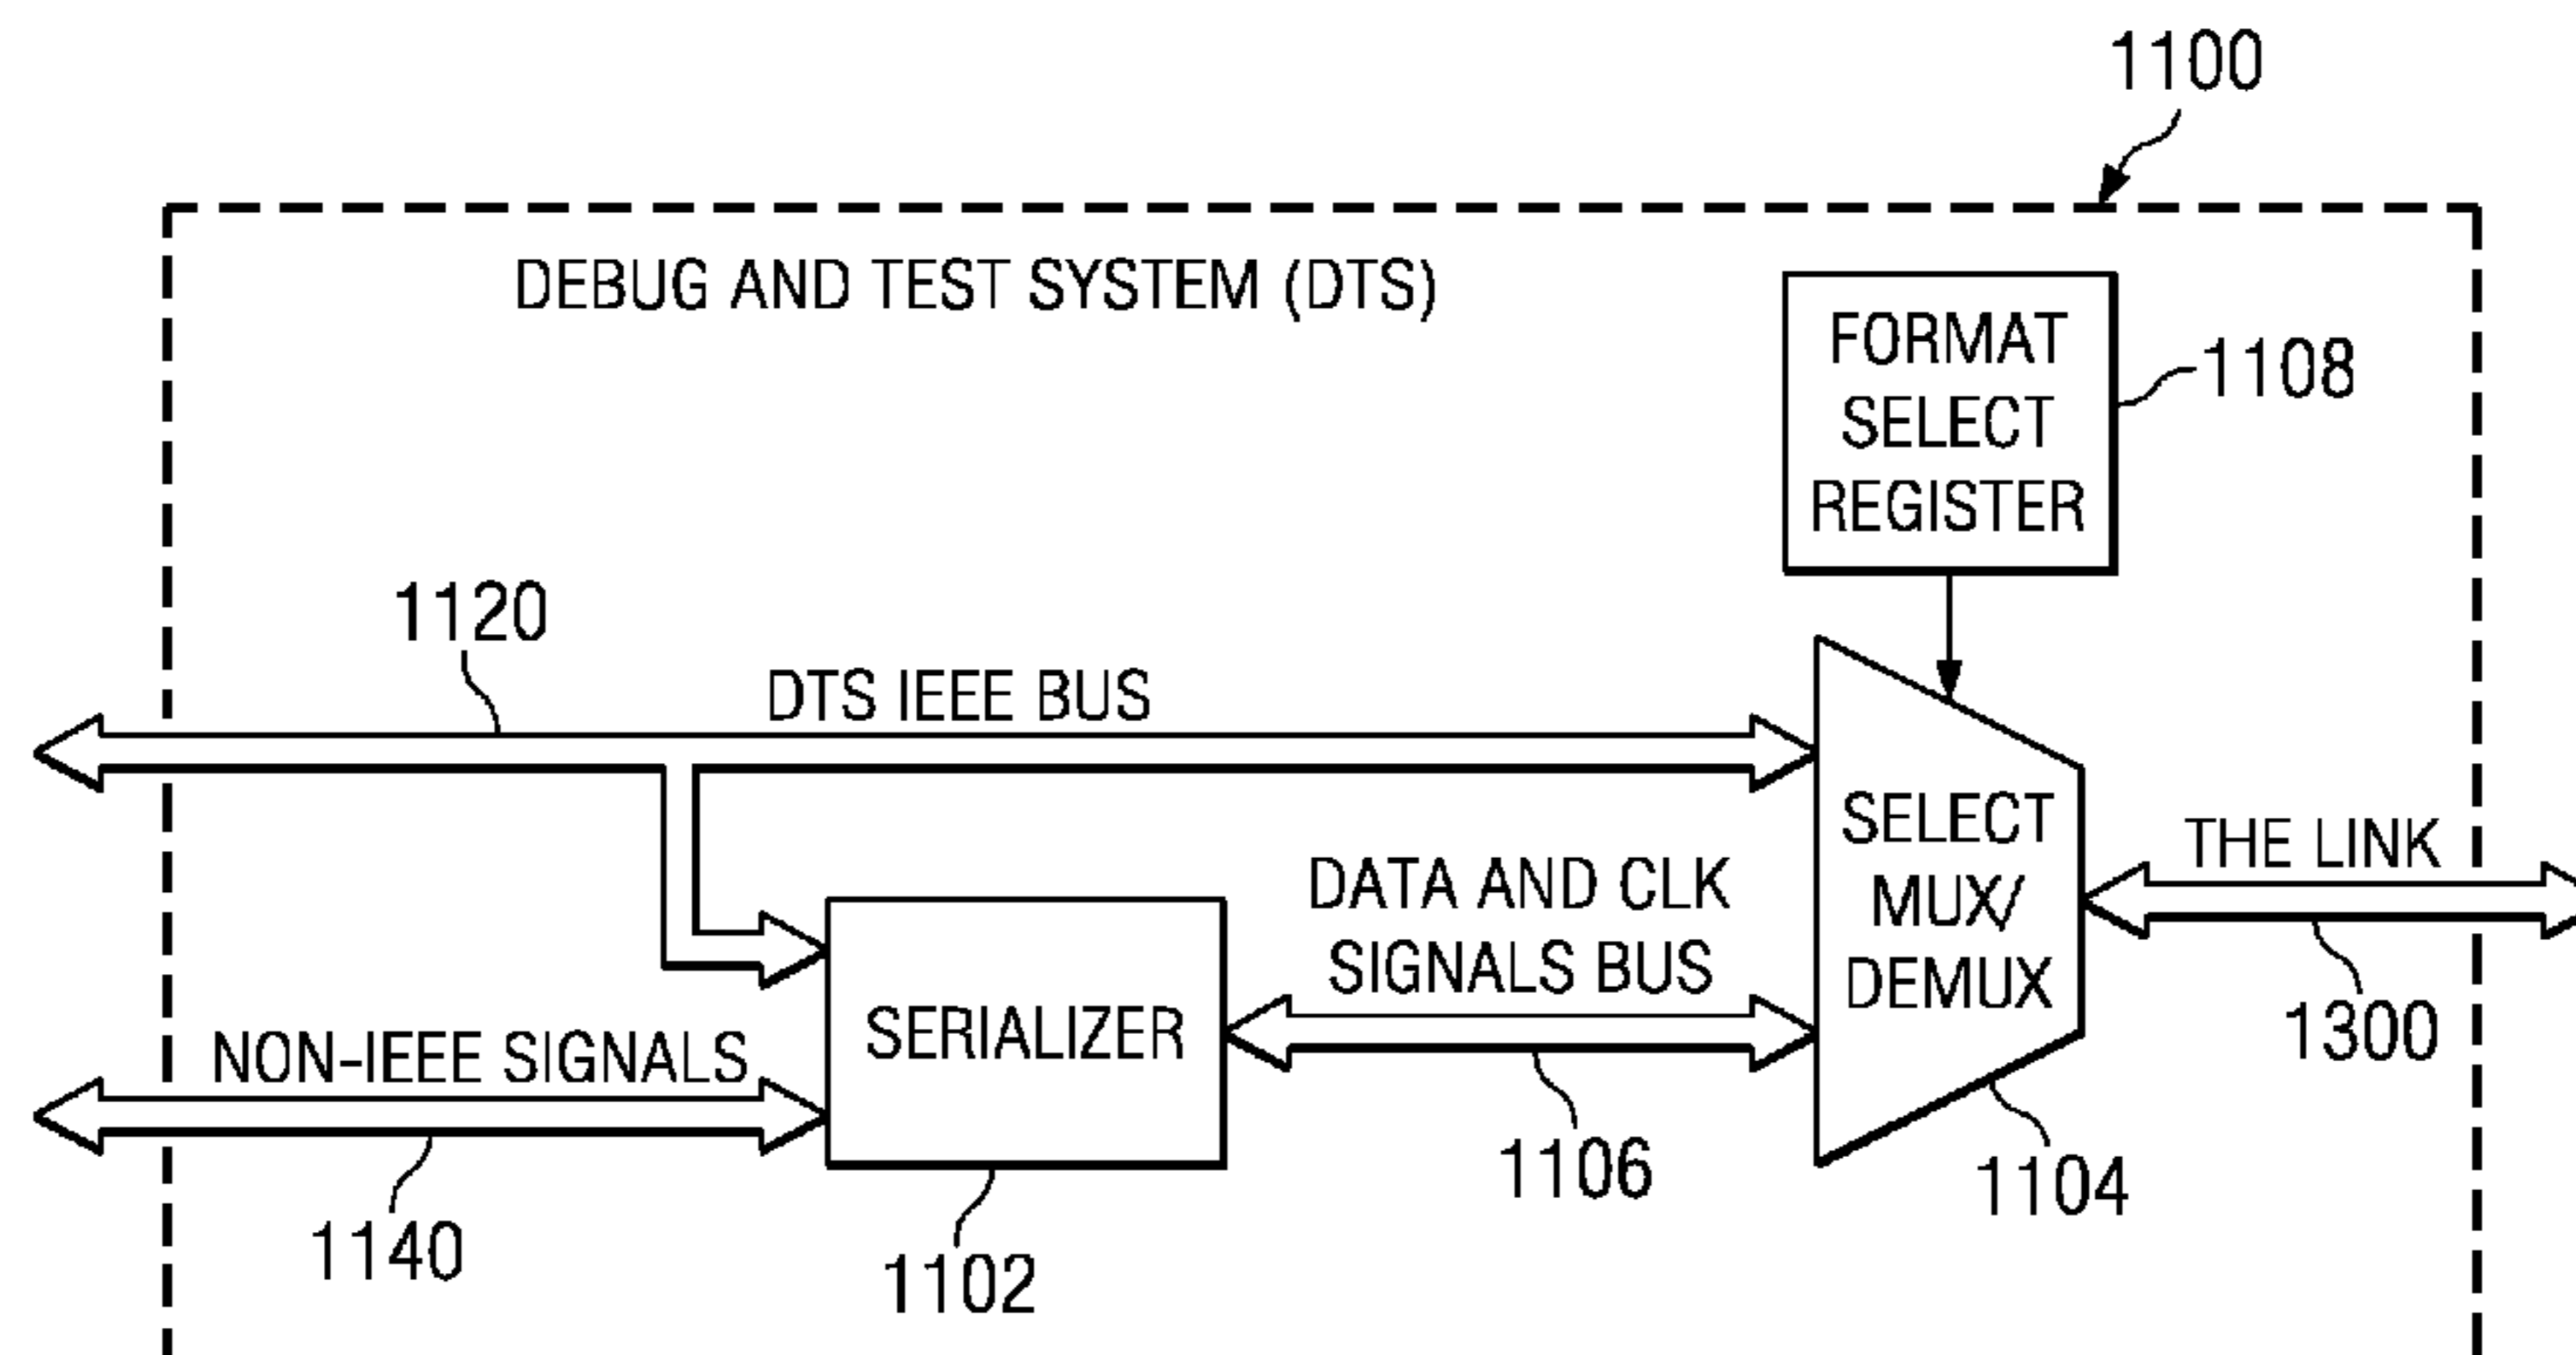 1100
DEBUG AND TEST SYSTEM (DTS)
FORMAT
SELECT
REGISTER
1108
1120
DTS IEEE BUS
SELECT
MUX/
DEMUX
THE LINK
1300
DATA AND CLK
SIGNALS BUS
SERIALIZER
NON-IEEE SIGNALS
1106
1104
1140
1102